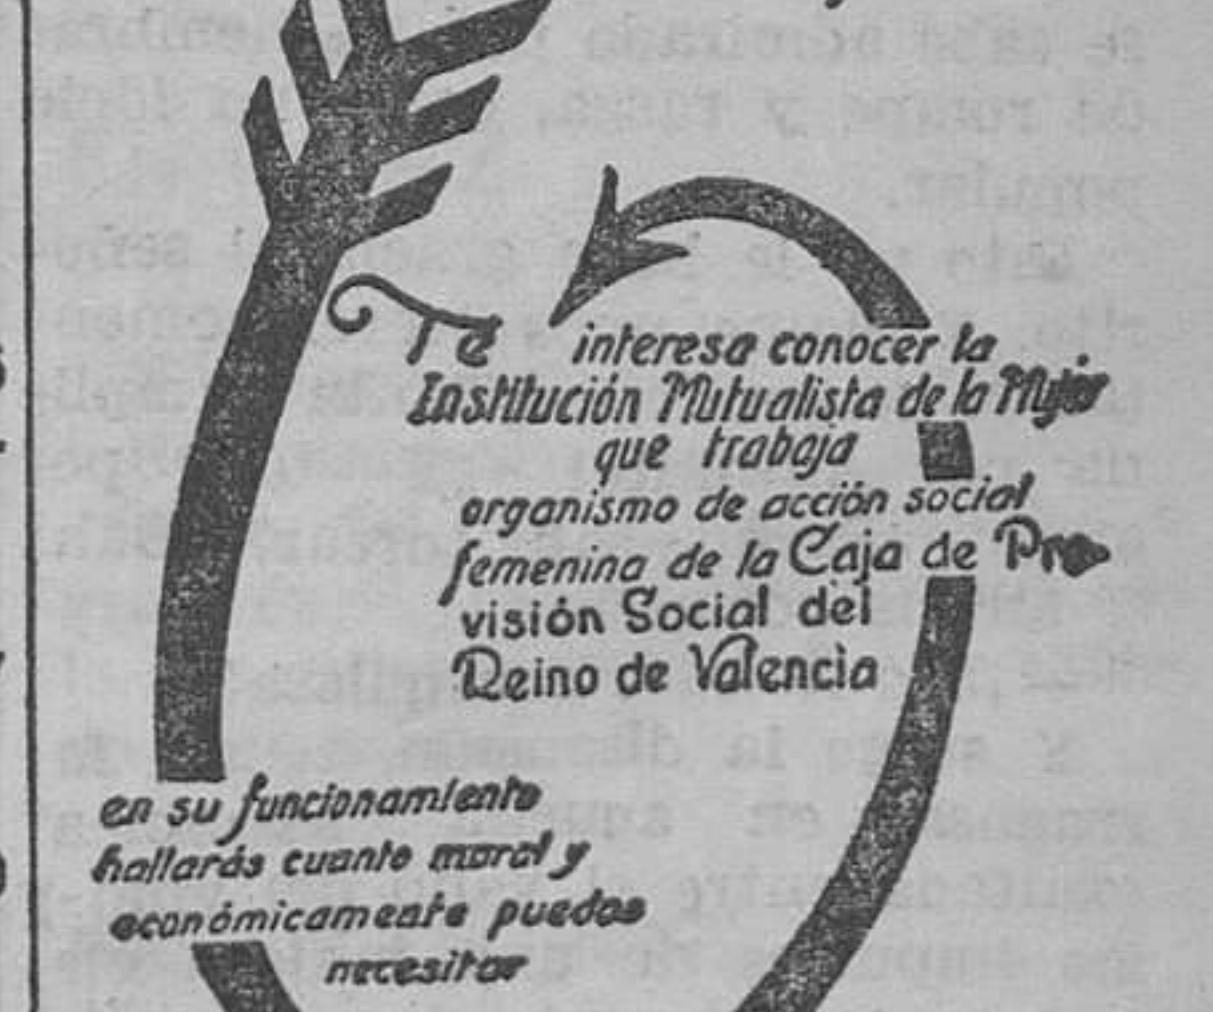 Te interesa conocer la
Institución Mutualista de la Mujer
que trabaja
organismo de acción social
femenina de la Caja de Pre-
visión Social del
Reino de Valencia
en su funcionamiento
hallarás cuanto moral y
económicamente puedas
necesitar